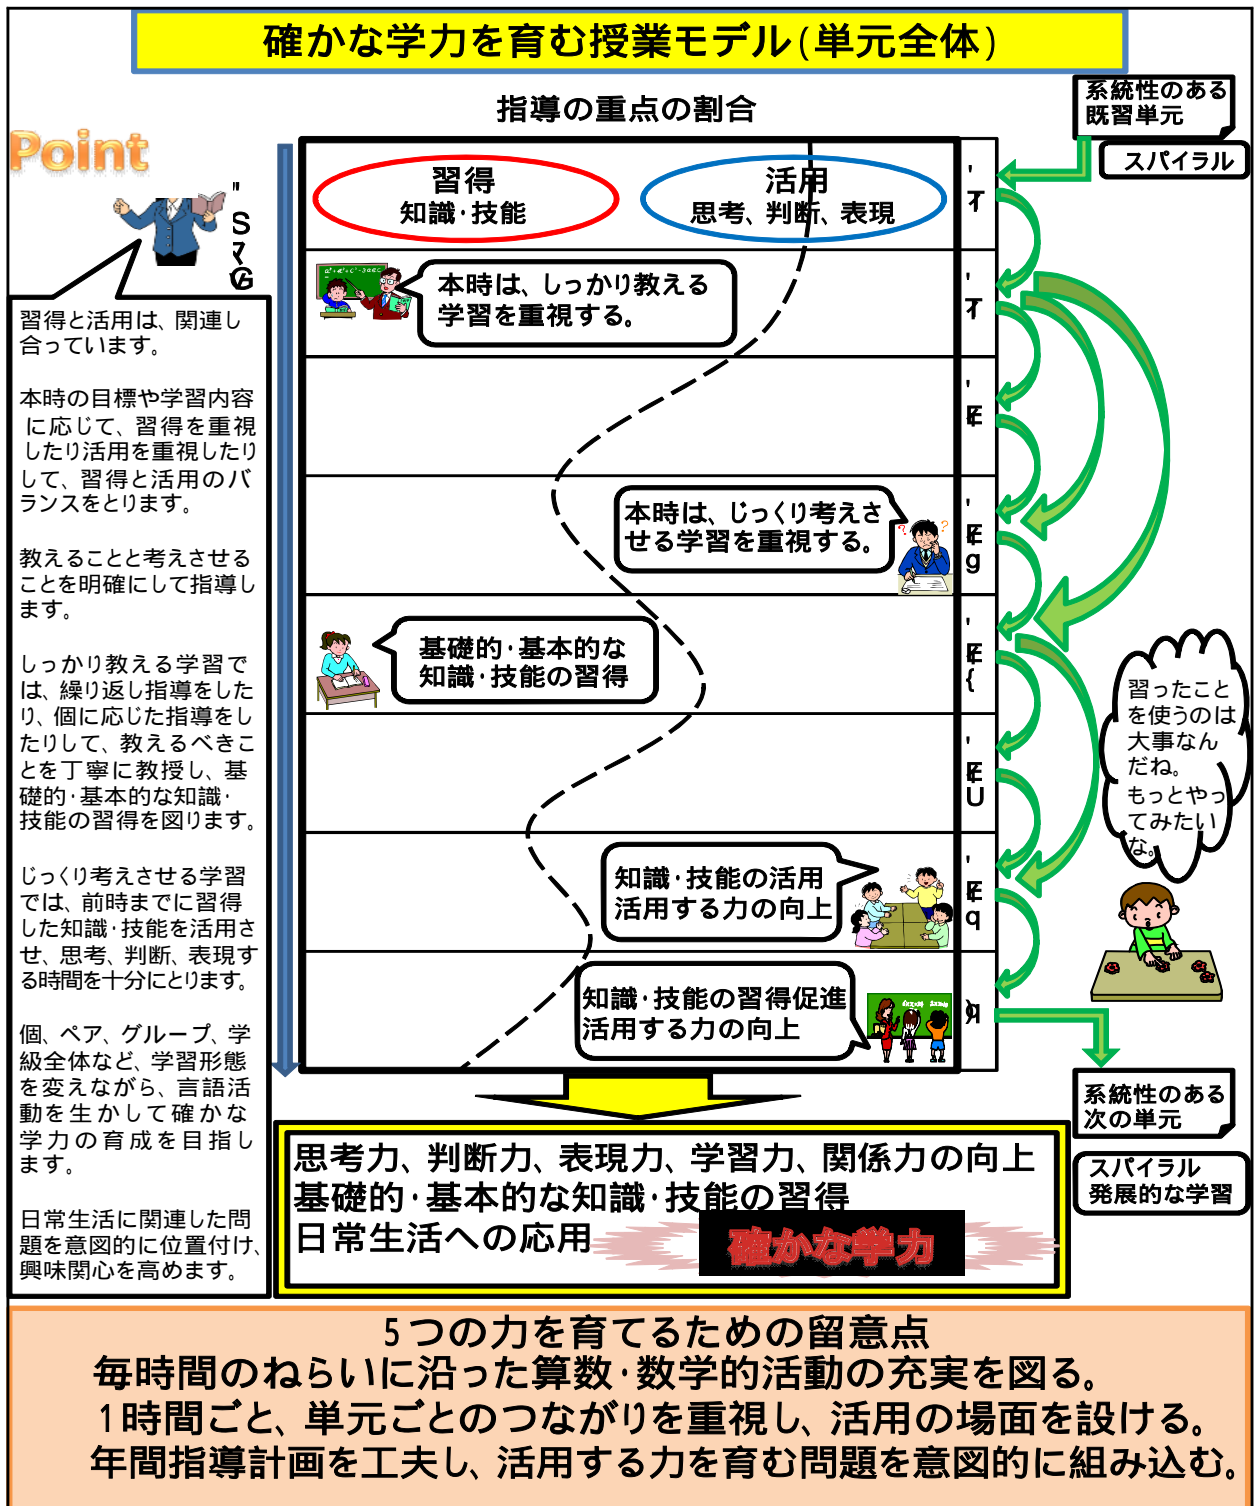 確かな学力を育む授業モデル(単元全体)
指導の重点の割合
系統性のある
既習単元
スパイラル
Point
習得
知識・技能
活用
思考、判断、表現
本時は、しっかり教える
学習を重視する。
本時は、じっくり考えさ
せる学習を重視する。
基礎的・基本的な
知識・技能の習得
知識・技能の活用
活用する力の向上
知識・技能の習得促進
活用する力の向上
習得と活用は、関連し
合っています。
本時の目標や学習内容
に応じて、習得を重視
したり活用を重視したり
して、習得と活用のバ
ランスをとります。
教えることと考えさせる
ことを明確にして指導し
ます。
しっかり教える学習で
は、繰り返し指導をした
り、個に応じた指導をし
たりして、教えるべきこ
とを丁寧に教授し、基
礎的・基本的な知識・
技能の習得を図ります。
じっくり考えさせる学習
では、前時までに習得
した知識・技能を活用さ
せ、思考、判断、表現す
る時間を十分にとります。
個、ペア、グループ、学
級全体など、学習形態
を変えながら、言語活
動を生かして確かな
学力の育成を目指し
ます。
日常生活に関連した問
題を意図的に位置付け、
興味関心を高めます。
習ったこと
を使うのは
大事なん
だね。
もっとやっ
てみたい
な。
系統性のある
次の単元
スパイラル
発展的な学習
思考力、判断力、表現力、学習力、関係力の向上
基礎的・基本的な知識・技能の習得
日常生活への応用
確かな学力
5つの力を育てるための留意点
毎時間のねらいに沿った算数・数学的活動の充実を図る。
1時間ごと、単元ごとのつながりを重視し、活用の場面を設ける。
年間指導計画を工夫し、活用する力を育む問題を意図的に組み込む。